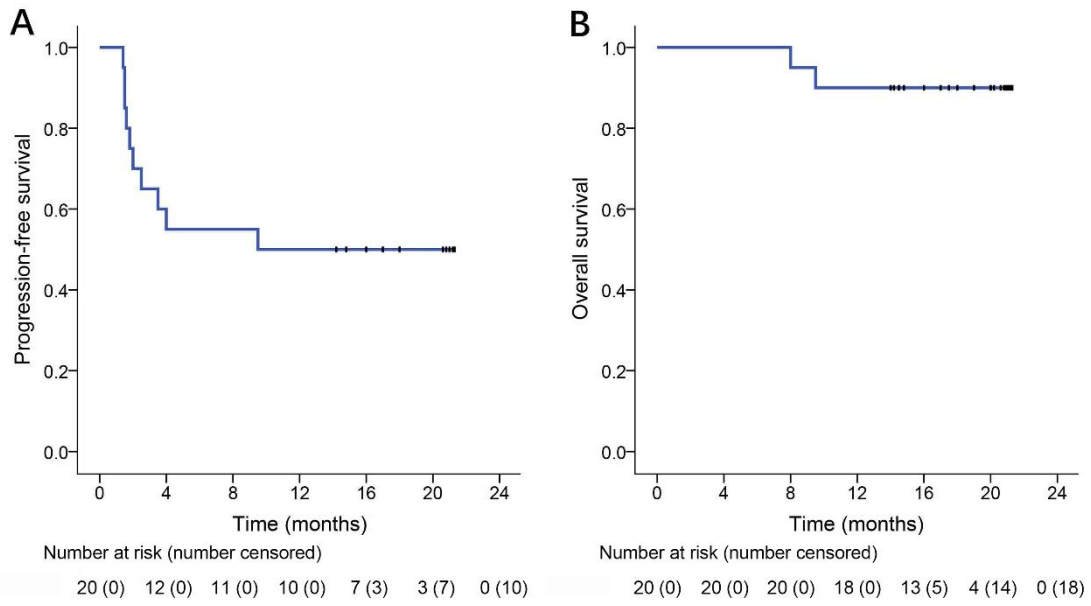 A
Progression-free survival
1.0
0.8
0.6
0.4
0.2
0.0
0 4 8 12 16 20 24
Time (months)
Number at risk (number censored)
20 (0) 12 (0) 11 (0) 10 (0) 7 (3) 3 (7) 0 (10)
B
Overall survival
1.0
0.8
0.6
0.4
0.2
0.0
0 4 8 12 16 20 24
Time (months)
Number at risk (number censored)
20 (0) 20 (0) 20 (0) 18 (0) 13 (5) 4 (14) 0 (18)